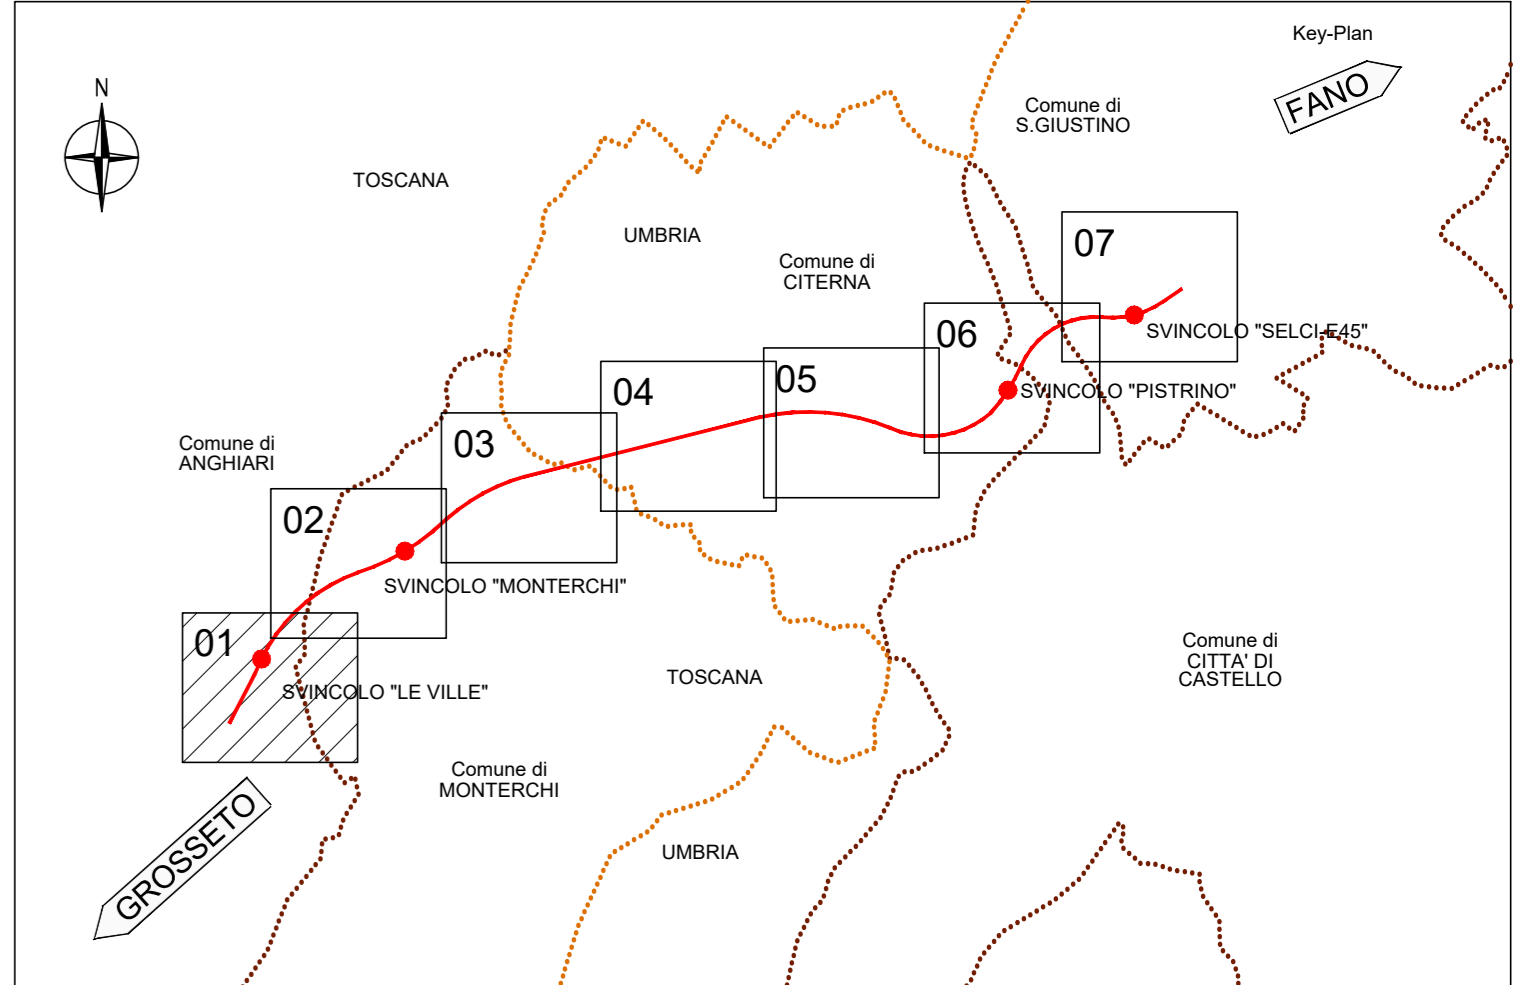 Key-Plan
N
FANO
Comune di
S.GIUSTINO
TOSCANA
UMBRIA
07
Comune di
CITERNA
06
SVINCOLO "SELCI-E45"
05
04
SVINCOLO "PISTRINO"
03
Comune di
ANGHIARI
02
SVINCOLO "MONTERCHI"
01
Comune di
CITTA' DI
CASTELLO
TOSCANA
SVINCOLO "LE VILLE"
Comune di
MONTERCHI
GROSSETO
UMBRIA